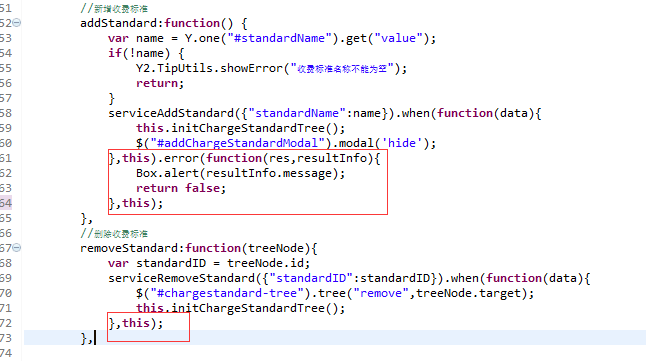 51 //新增收费标准
52 addStandard:function() {
53 var name = Y.one("#standardName").get("value");
54 if(!name) {
55 Y2.TipUtils.showError("收费标准名称不能为空");
56 return;
57 }
58 serviceAddStandard({"standardName":name}).when(function(data){
59 this.initChargeStandardTree();
60 $("#addChargeStandardModal").modal('hide');
61 },this).error(function(res,resultInfo){
62 Box.alert(resultInfo.message);
63 return false;
64 },this);
65 },
66 //删除收费标准
67 removeStandard:function(treeNode){
68 var standardID = treeNode.id;
69 serviceRemoveStandard({"standardID":standardID}).when(function(data){
70 $("#chargestandard-tree").tree("remove",treeNode.target);
71 this.initChargeStandardTree();
72 },this);
73 },
74